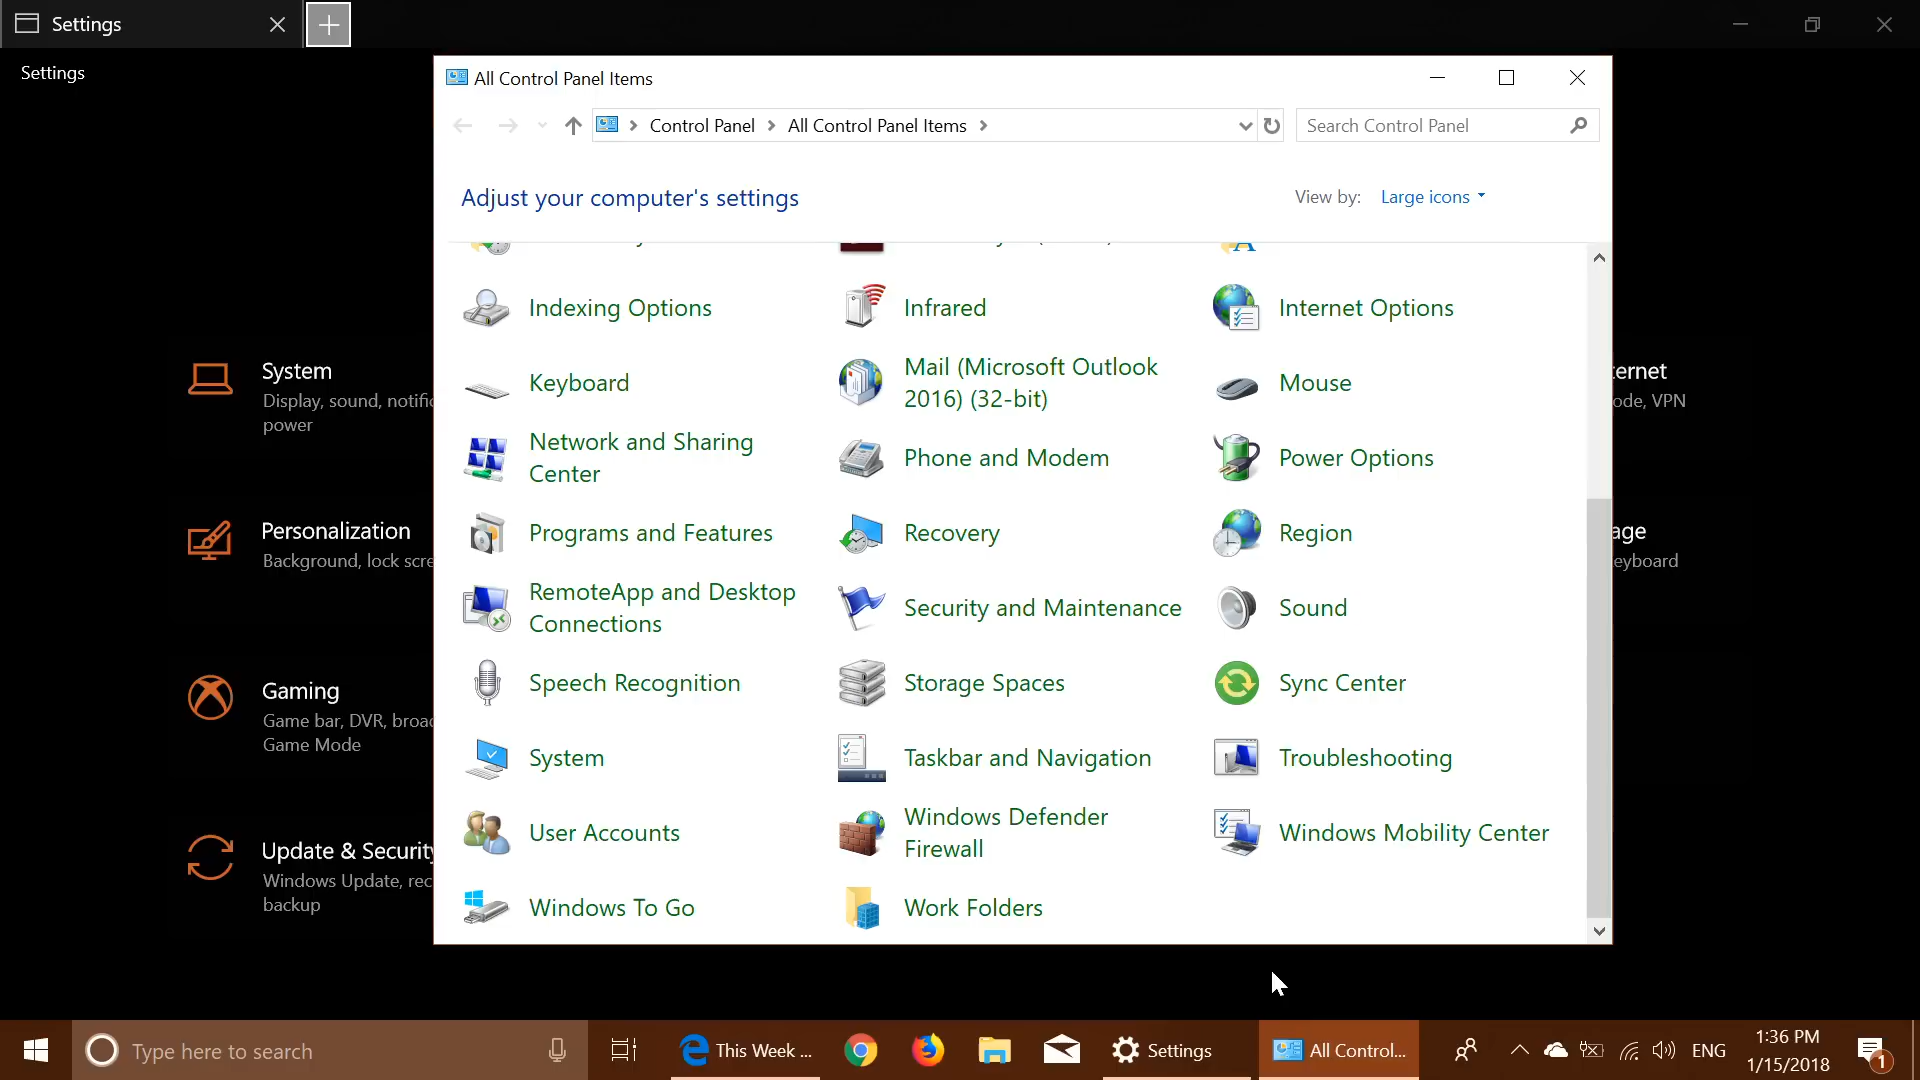 Settings
Settings
All Control Panel Items
Control Panel
All Control Panel Items
Search Control Panel
Adjust your computer's settings
View by:
Large icons
Indexing Options
Infrared
Internet Options
Keyboard
Mail (Microsoft Outlook
2016) (32-bit)
Mouse
Network and Sharing
Center
Phone and Modem
Power Options
Programs and Features
Recovery
Region
RemoteApp and Desktop
Connections
Security and Maintenance
Sound
Speech Recognition
Storage Spaces
Sync Center
System
Taskbar and Navigation
Troubleshooting
User Accounts
Windows Defender
Firewall
Windows Mobility Center
Windows To Go
Work Folders
System
Display, sound, notific
power
Personalization
Background, lock scre
Gaming
Game bar, DVR, broad
Game Mode
Update & Security
Windows Update, rec
backup
ternet
ode, VPN
age
eyboard
Type here to search
This Week ...
Settings
All Control...
ENG
1:36 PM
1/15/2018
1